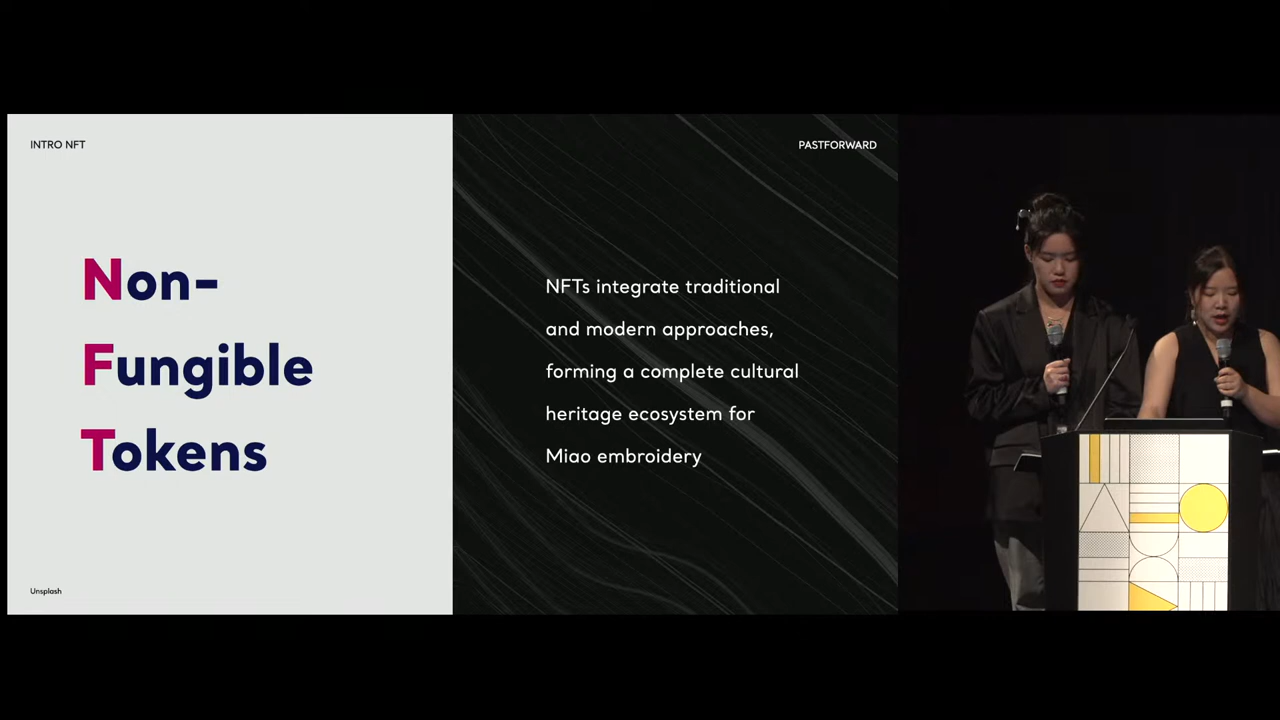 INTRO NFT
PASTFORWARD
Non-
Fungible
Tokens
NFTs integrate traditional
and modern approaches,
forming a complete cultural
heritage ecosystem for
Miao embroidery
Unsplash